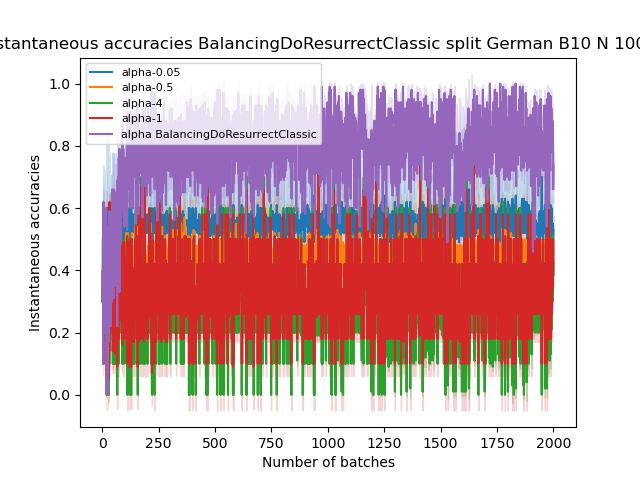 stantaneous accuracies BalancingDoResurrectClassic split German B10 N 100
alpha-0.05
alpha-0.5
alpha-4
alpha-1
alpha BalancingDoResurrectClassic
Instantaneous accuracies
1.0
0.8
0.6
0.4
0.2
0.0
0 250 500 750 1000 1250 1500 1750 2000
Number of batches